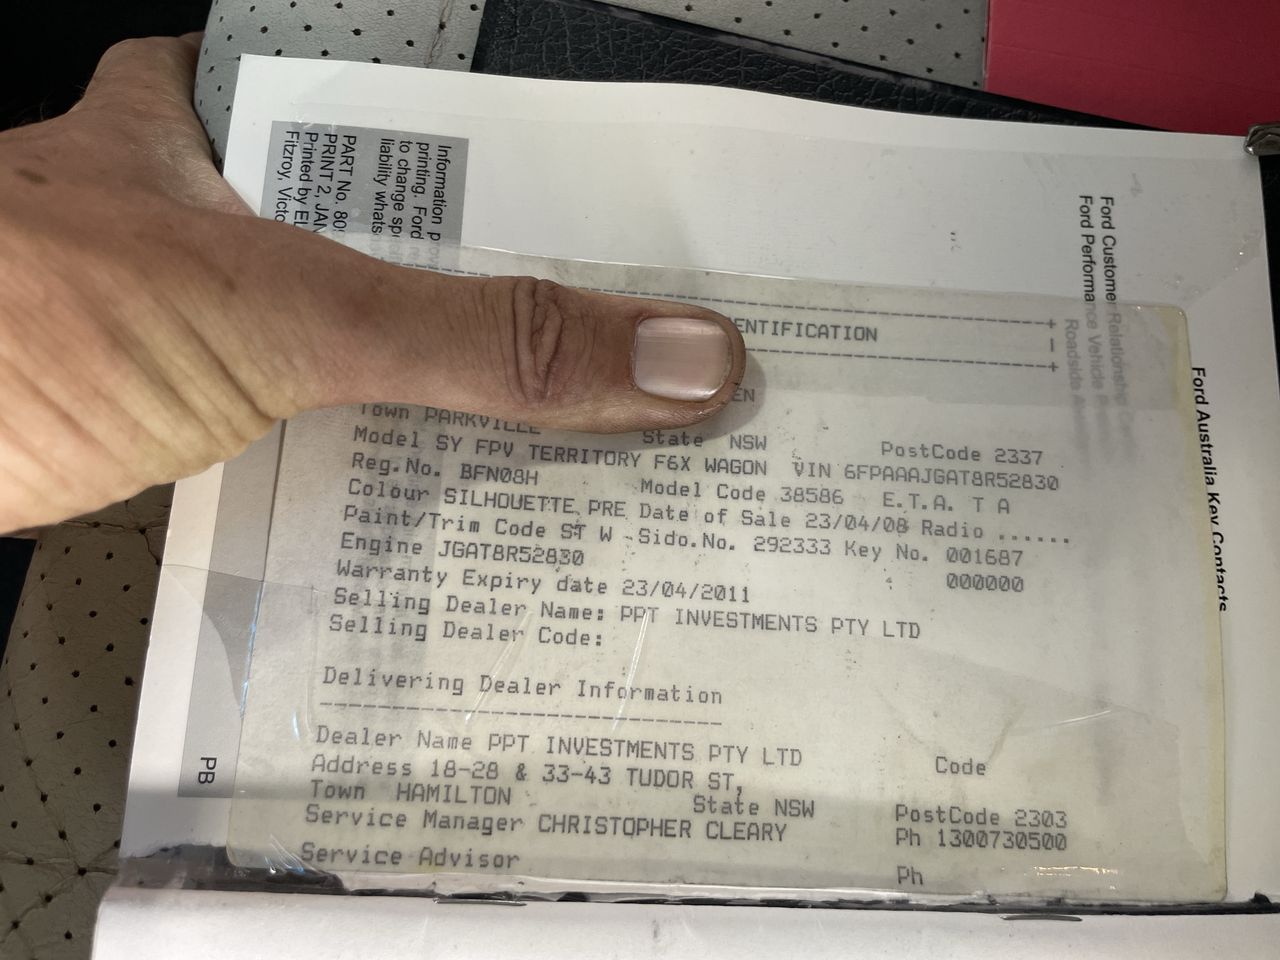 Information
printing. Ford
to change
liability
PART No.
PRINT 2, JAN
Printed by
Fitzroy,
Ford Customer Relationship
Ford Performance Vehicle
Roadside
Ford Australia Key Contacts
ENTIFICATION
EN
Town PARKVILLE State NSW PostCode 2337
Model SY FPV TERRITORY F6X WAGON VIN 6FPAAAJGAT8R52830
Reg.No. BFN08H Model Code 38586 E.T.A. T A
Colour SILHOUETTE PRE Date of Sale 23/04/08 Radio ......
Paint/Trim Code ST W Sido.No. 292333 Key No. 001687
Engine JGAT8R52830 000000
Warranty Expiry date 23/04/2011
Selling Dealer Name: PPT INVESTMENTS PTY LTD
Selling Dealer Code:
Delivering Dealer Information
Dealer Name PPT INVESTMENTS PTY LTD Code
Address 18-28 & 33-43 TUDOR ST,
Town HAMILTON State NSW PostCode 2303
Service Manager CHRISTOPHER CLEARY Ph 1300730500
Service Advisor Ph
PB